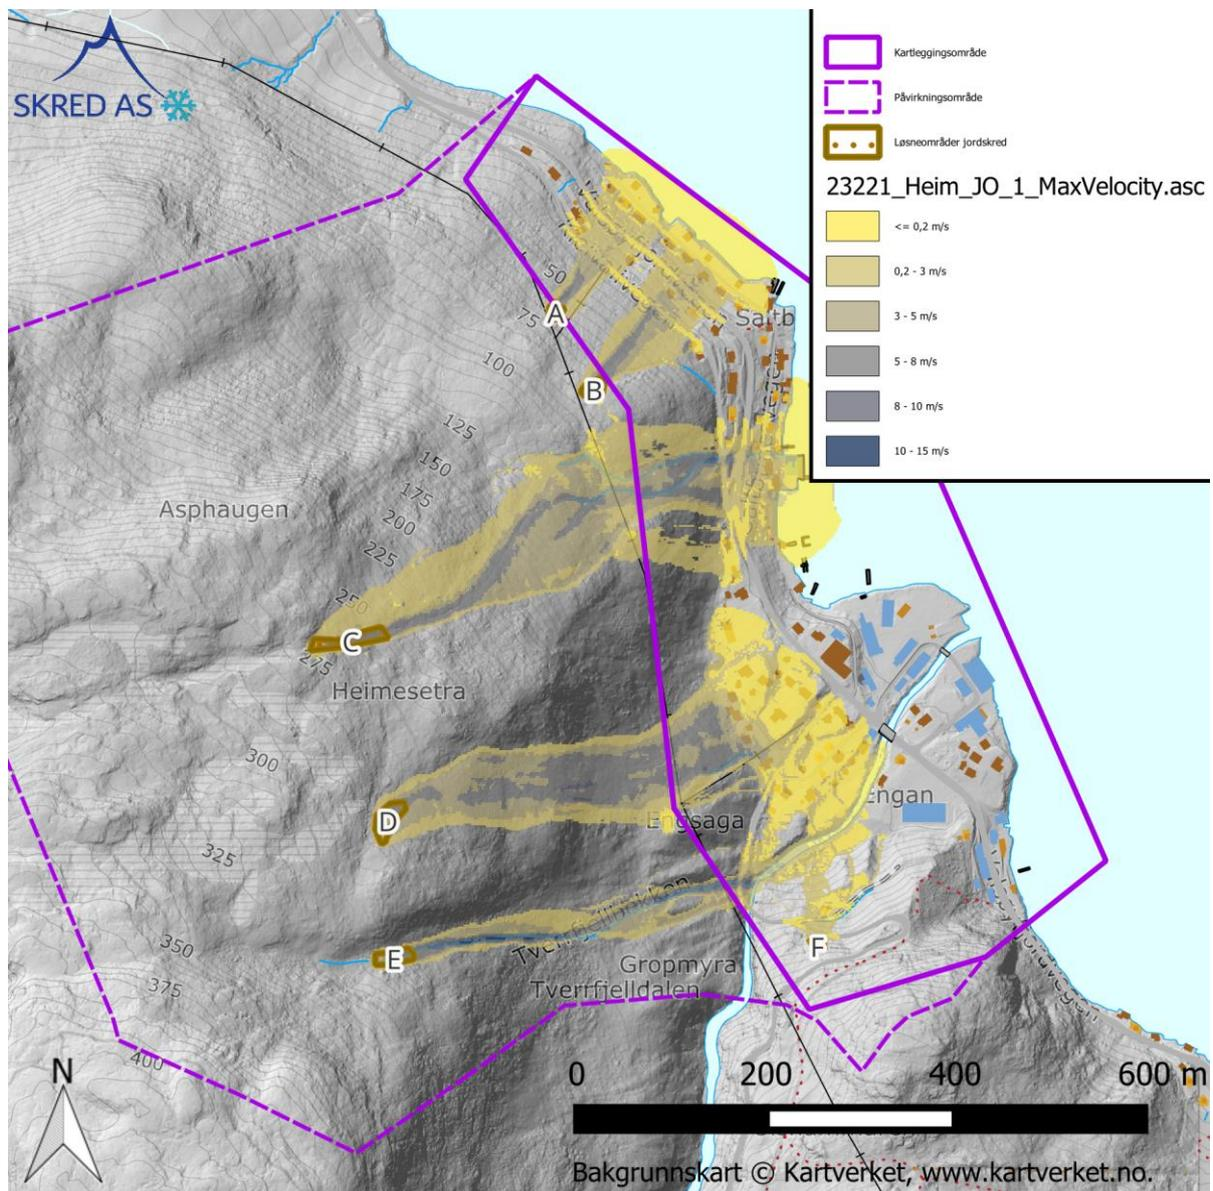 SKRED AS
Kartleggingsområde
Påvirkningsområde
Løsneområder jordskred
23221_Heim_JO_1_MaxVelocity.asc
<= 0,2 m/s
0,2 - 3 m/s
3 - 5 m/s
5 - 8 m/s
8 - 10 m/s
10 - 15 m/s
50
A
75
100
B
125
150
175
Asphaugen
200
225
250
C
275
Heimesetra
300
D
Engan
Engsaga
325
350
E
F
Gropmyra
Tverrfjelldalen
375
400
N
0 200 400 600 m
Bakgrunnskart © Kartverket, www.kartverket.no.